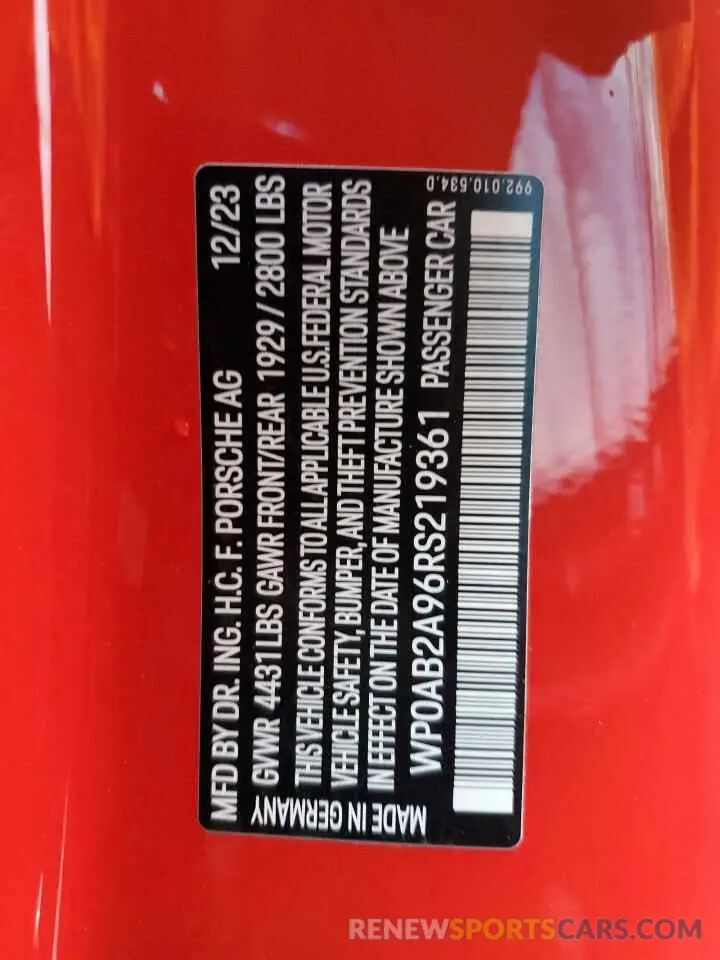 MFD BY DR. ING. H.C. F. PORSCHE AG 12/23
GVWR 4431 LBS GAWR FRONT/REAR 1929 / 2800 LBS
THIS VEHICLE CONFORMS TO ALL APPLICABLE U.S. FEDERAL MOTOR
VEHICLE SAFETY, BUMPER, AND THEFT PREVENTION STANDARDS
IN EFFECT ON THE DATE OF MANUFACTURE SHOWN ABOVE
WP0AB2A96RS219361 PASSENGER CAR
MADE IN GERMANY
992.010.534.D
RENEWSPORTSCARS.COM